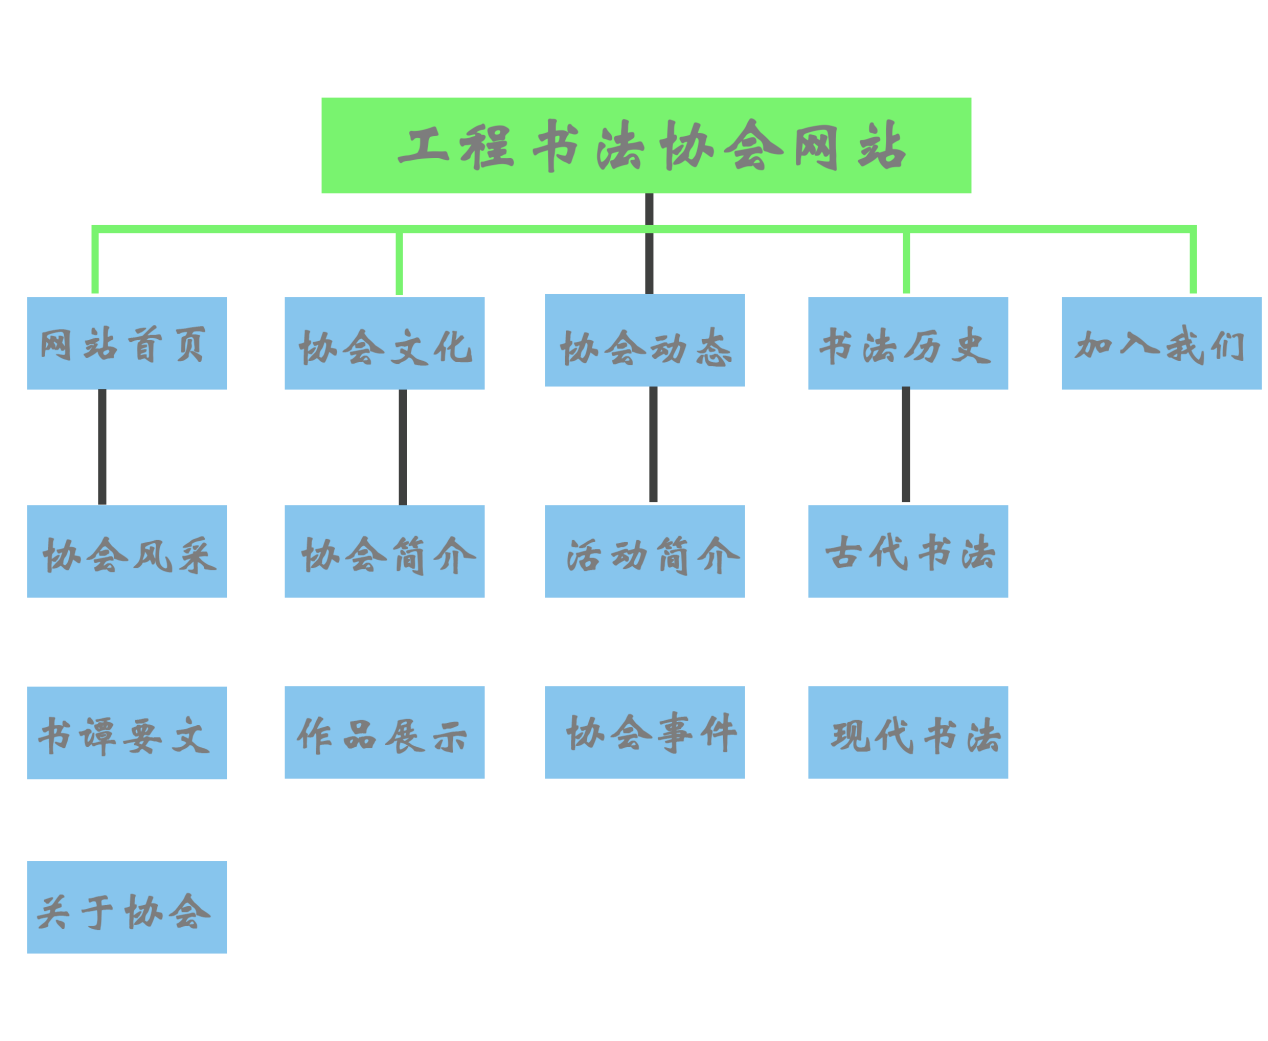 工程书法协会网站
网站首页
协会文化
协会动态
书法历史
加入我们
协会风采
协会简介
活动简介
古代书法
书谭要文
作品展示
协会事件
现代书法
关于协会